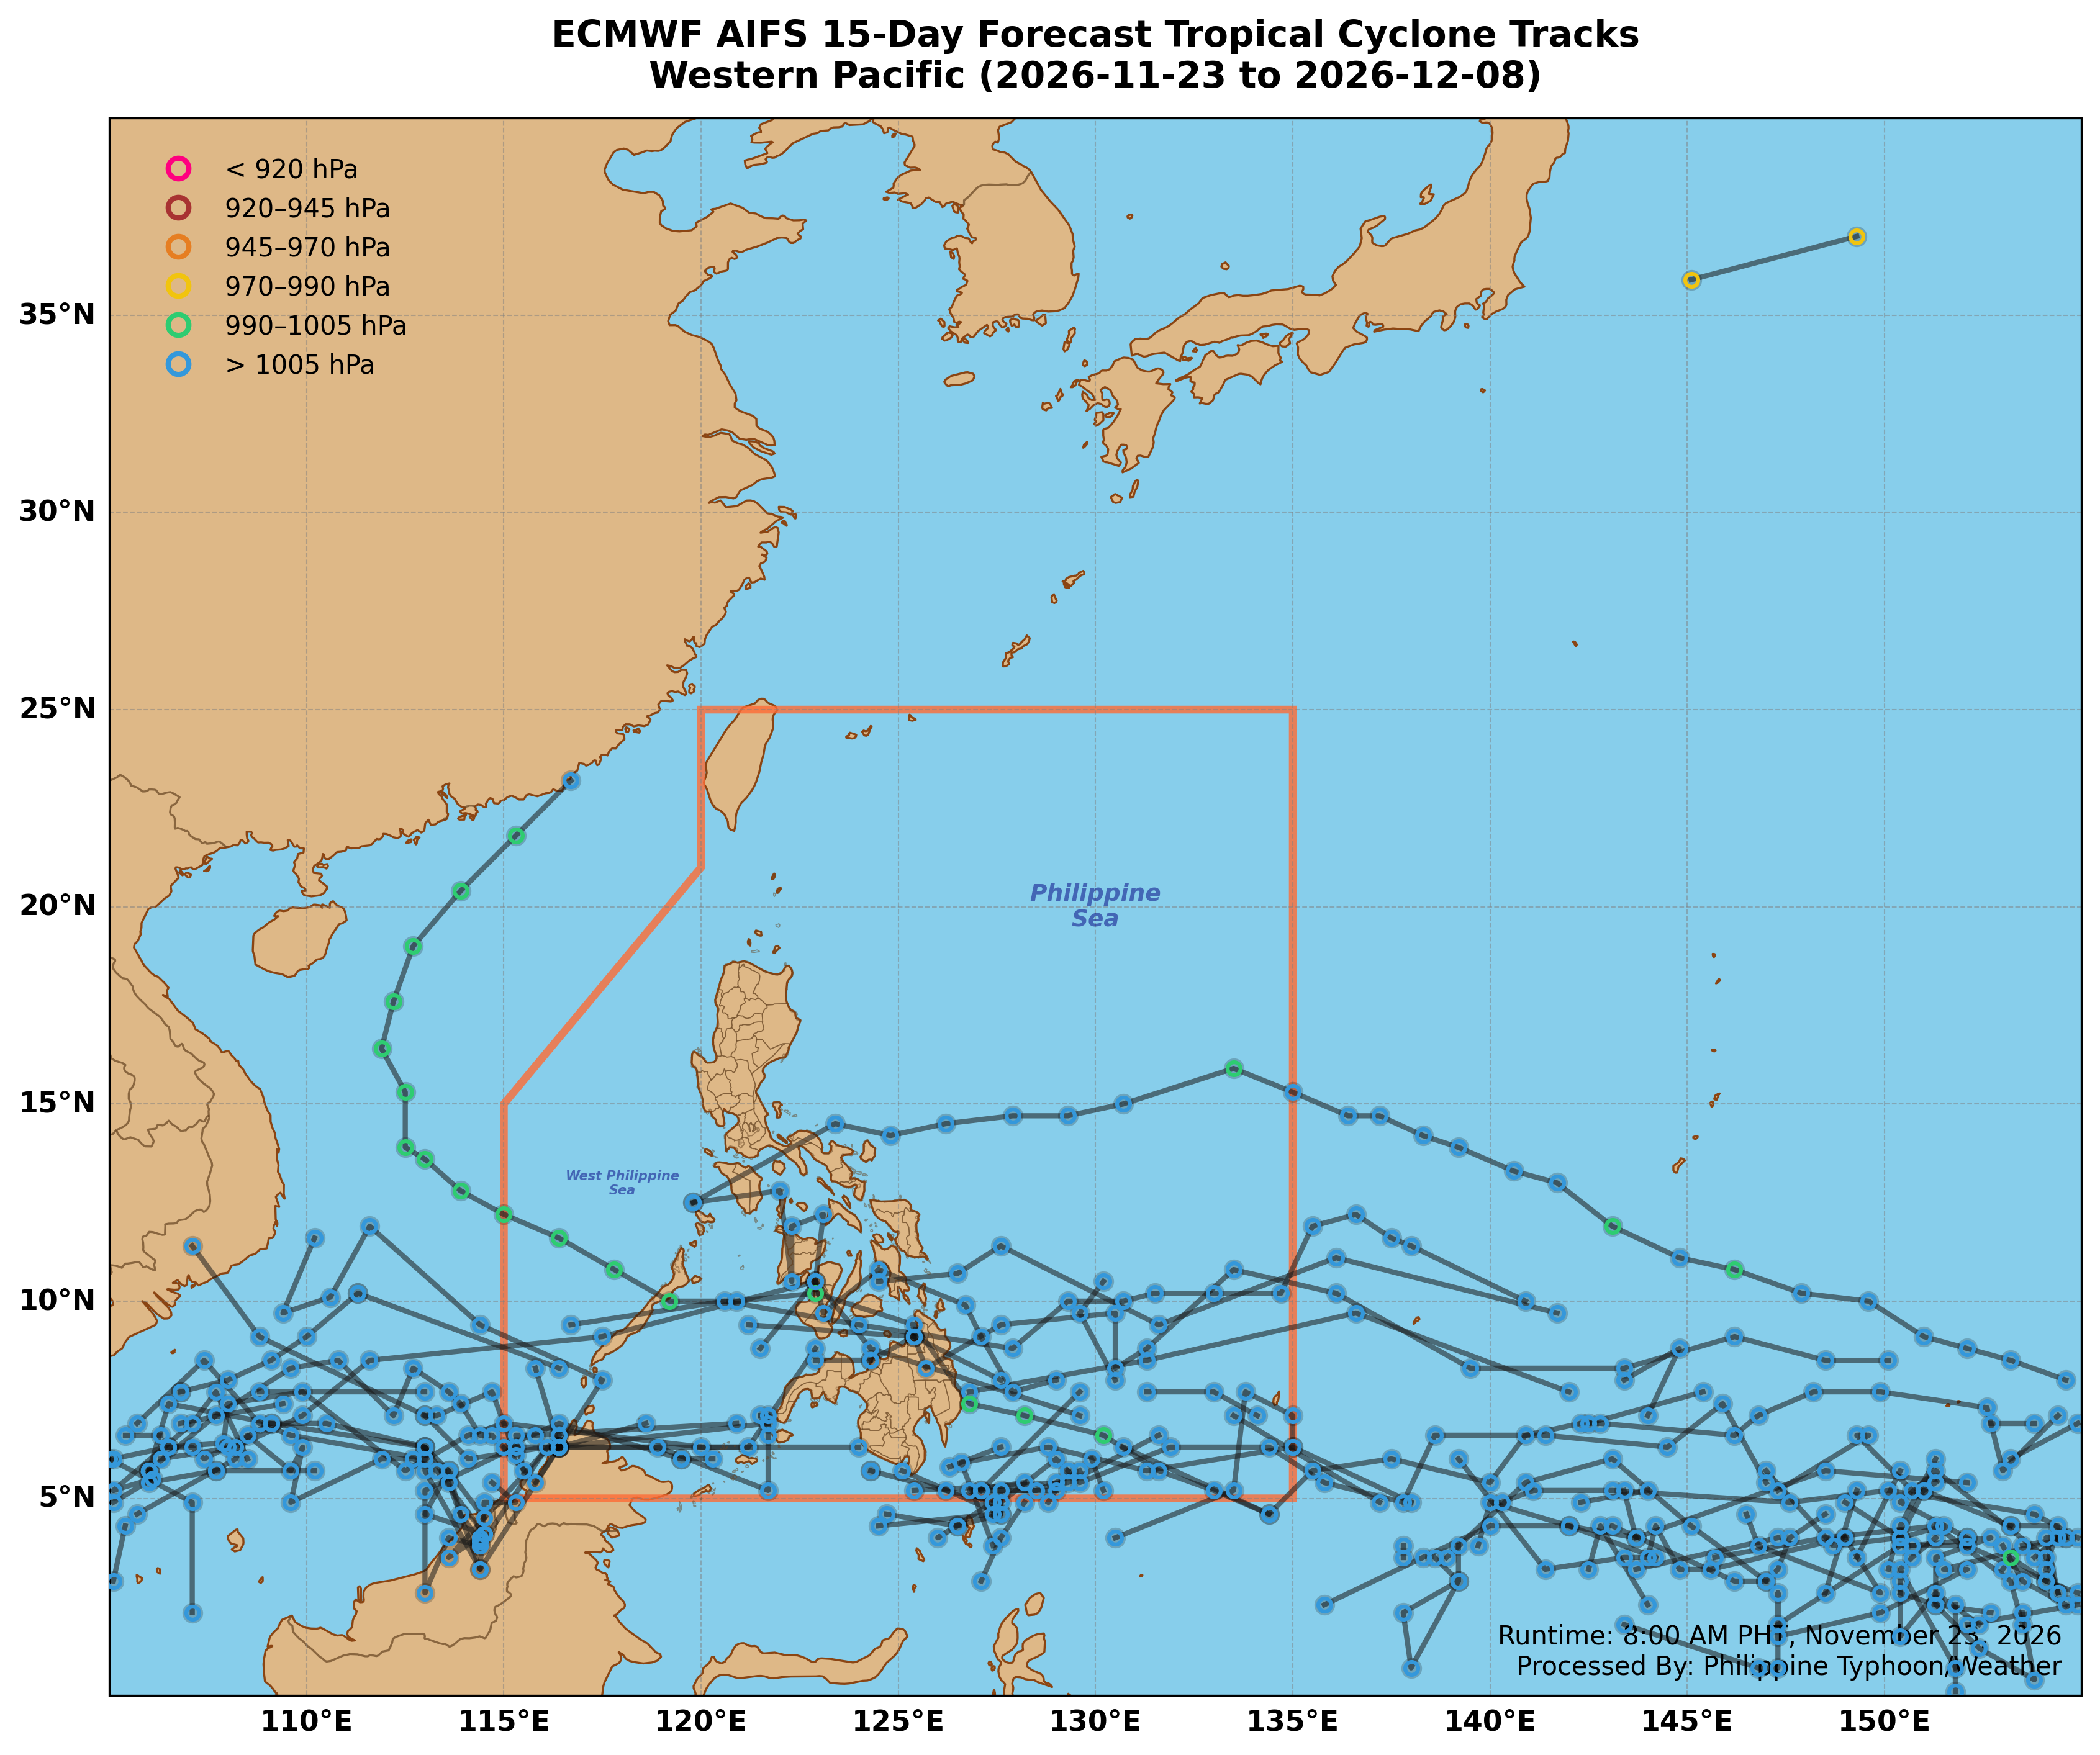 ECMWF AIFS 15-Day Forecast Tropical Cyclone Tracks
Western Pacific (2026-11-23 to 2026-12-08)
< 920 hPa
920–945 hPa
945–970 hPa
970–990 hPa
990–1005 hPa
> 1005 hPa
35°N
30°N
25°N
20°N
15°N
10°N
5°N
Philippine
Sea
West Philippine
Sea
Runtime: 8:00 AM PHT, November 23, 2026
Processed By: Philippine Typhoon/Weather
110°E
115°E
120°E
125°E
130°E
135°E
140°E
145°E
150°E